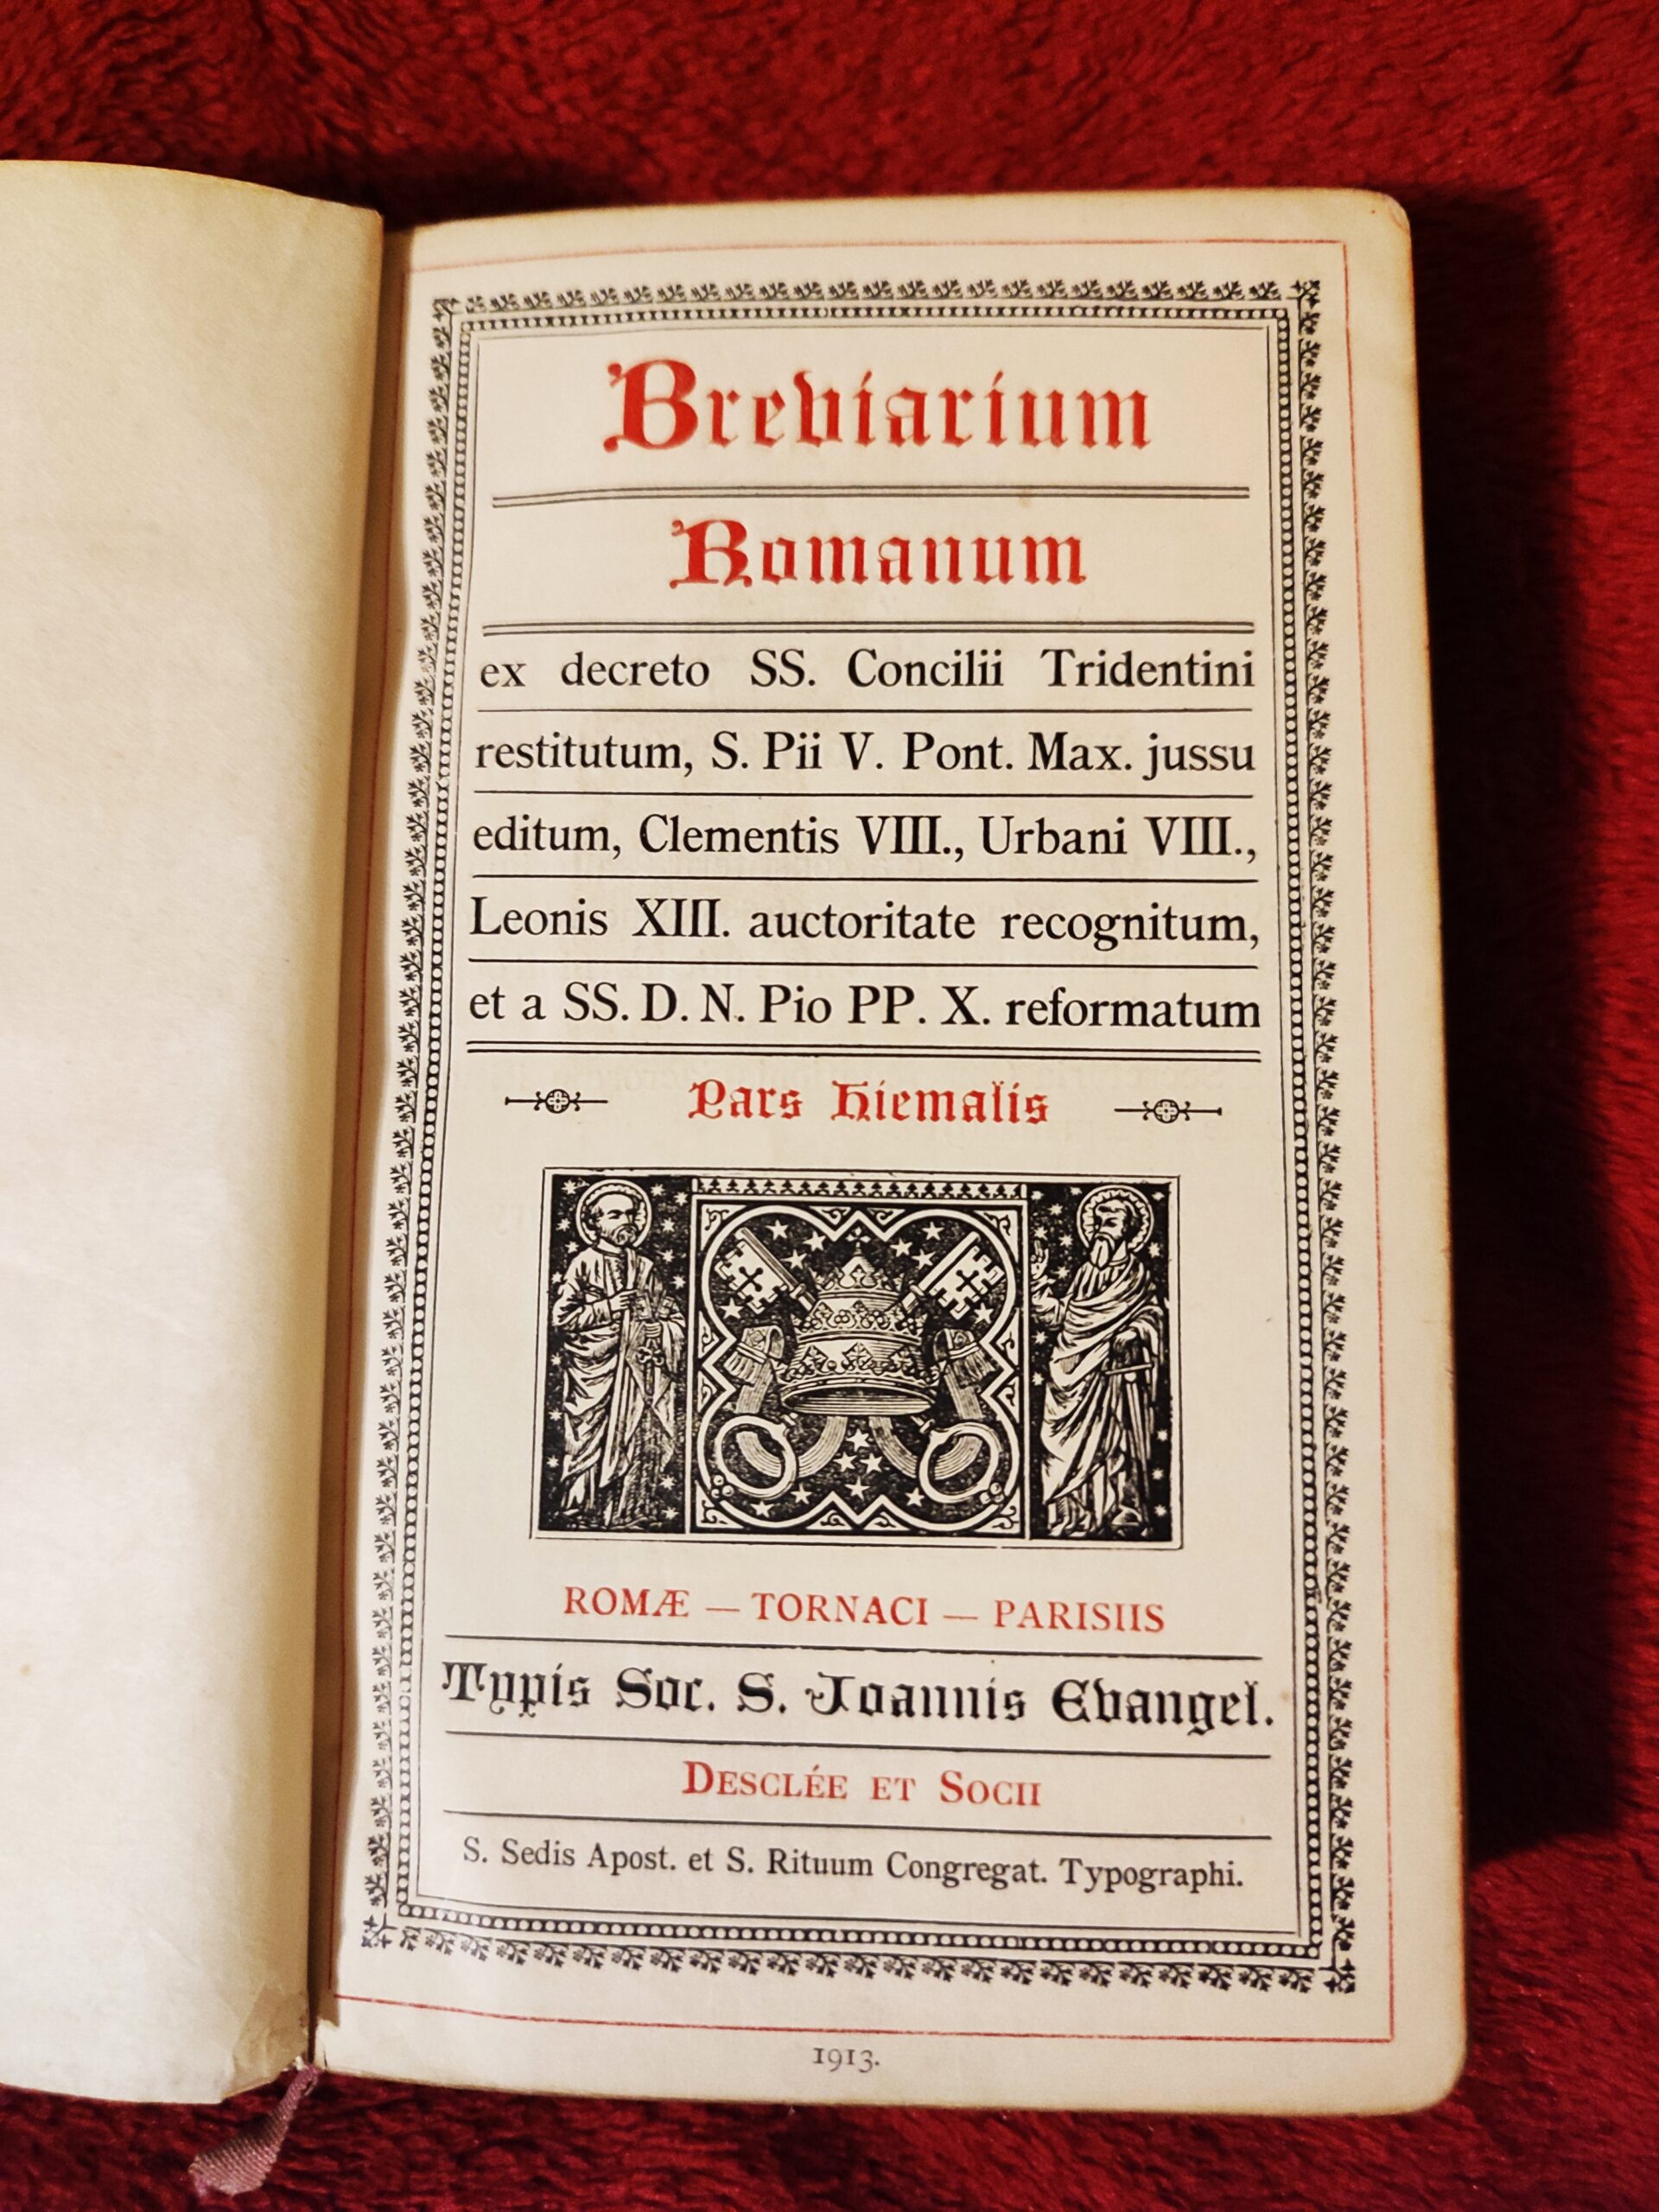 Breviarium
Romanum
ex decreto SS. Concilii Tridentini
restitutum, S. Pii V. Pont. Max. jussu
editum, Clementis VIII., Urbani VIII.,
Leonis XIII. auctoritate recognitum,
et a SS. D. N. Pio PP. X. reformatum
Pars Hiemalis
ROMÆ — TORNACI — PARISIIS
Typis Soc. S. Joannis Evangel.
DESCLÉE ET SOCII
S. Sedis Apost. et S. Rituum Congregat. Typographi.
1913.